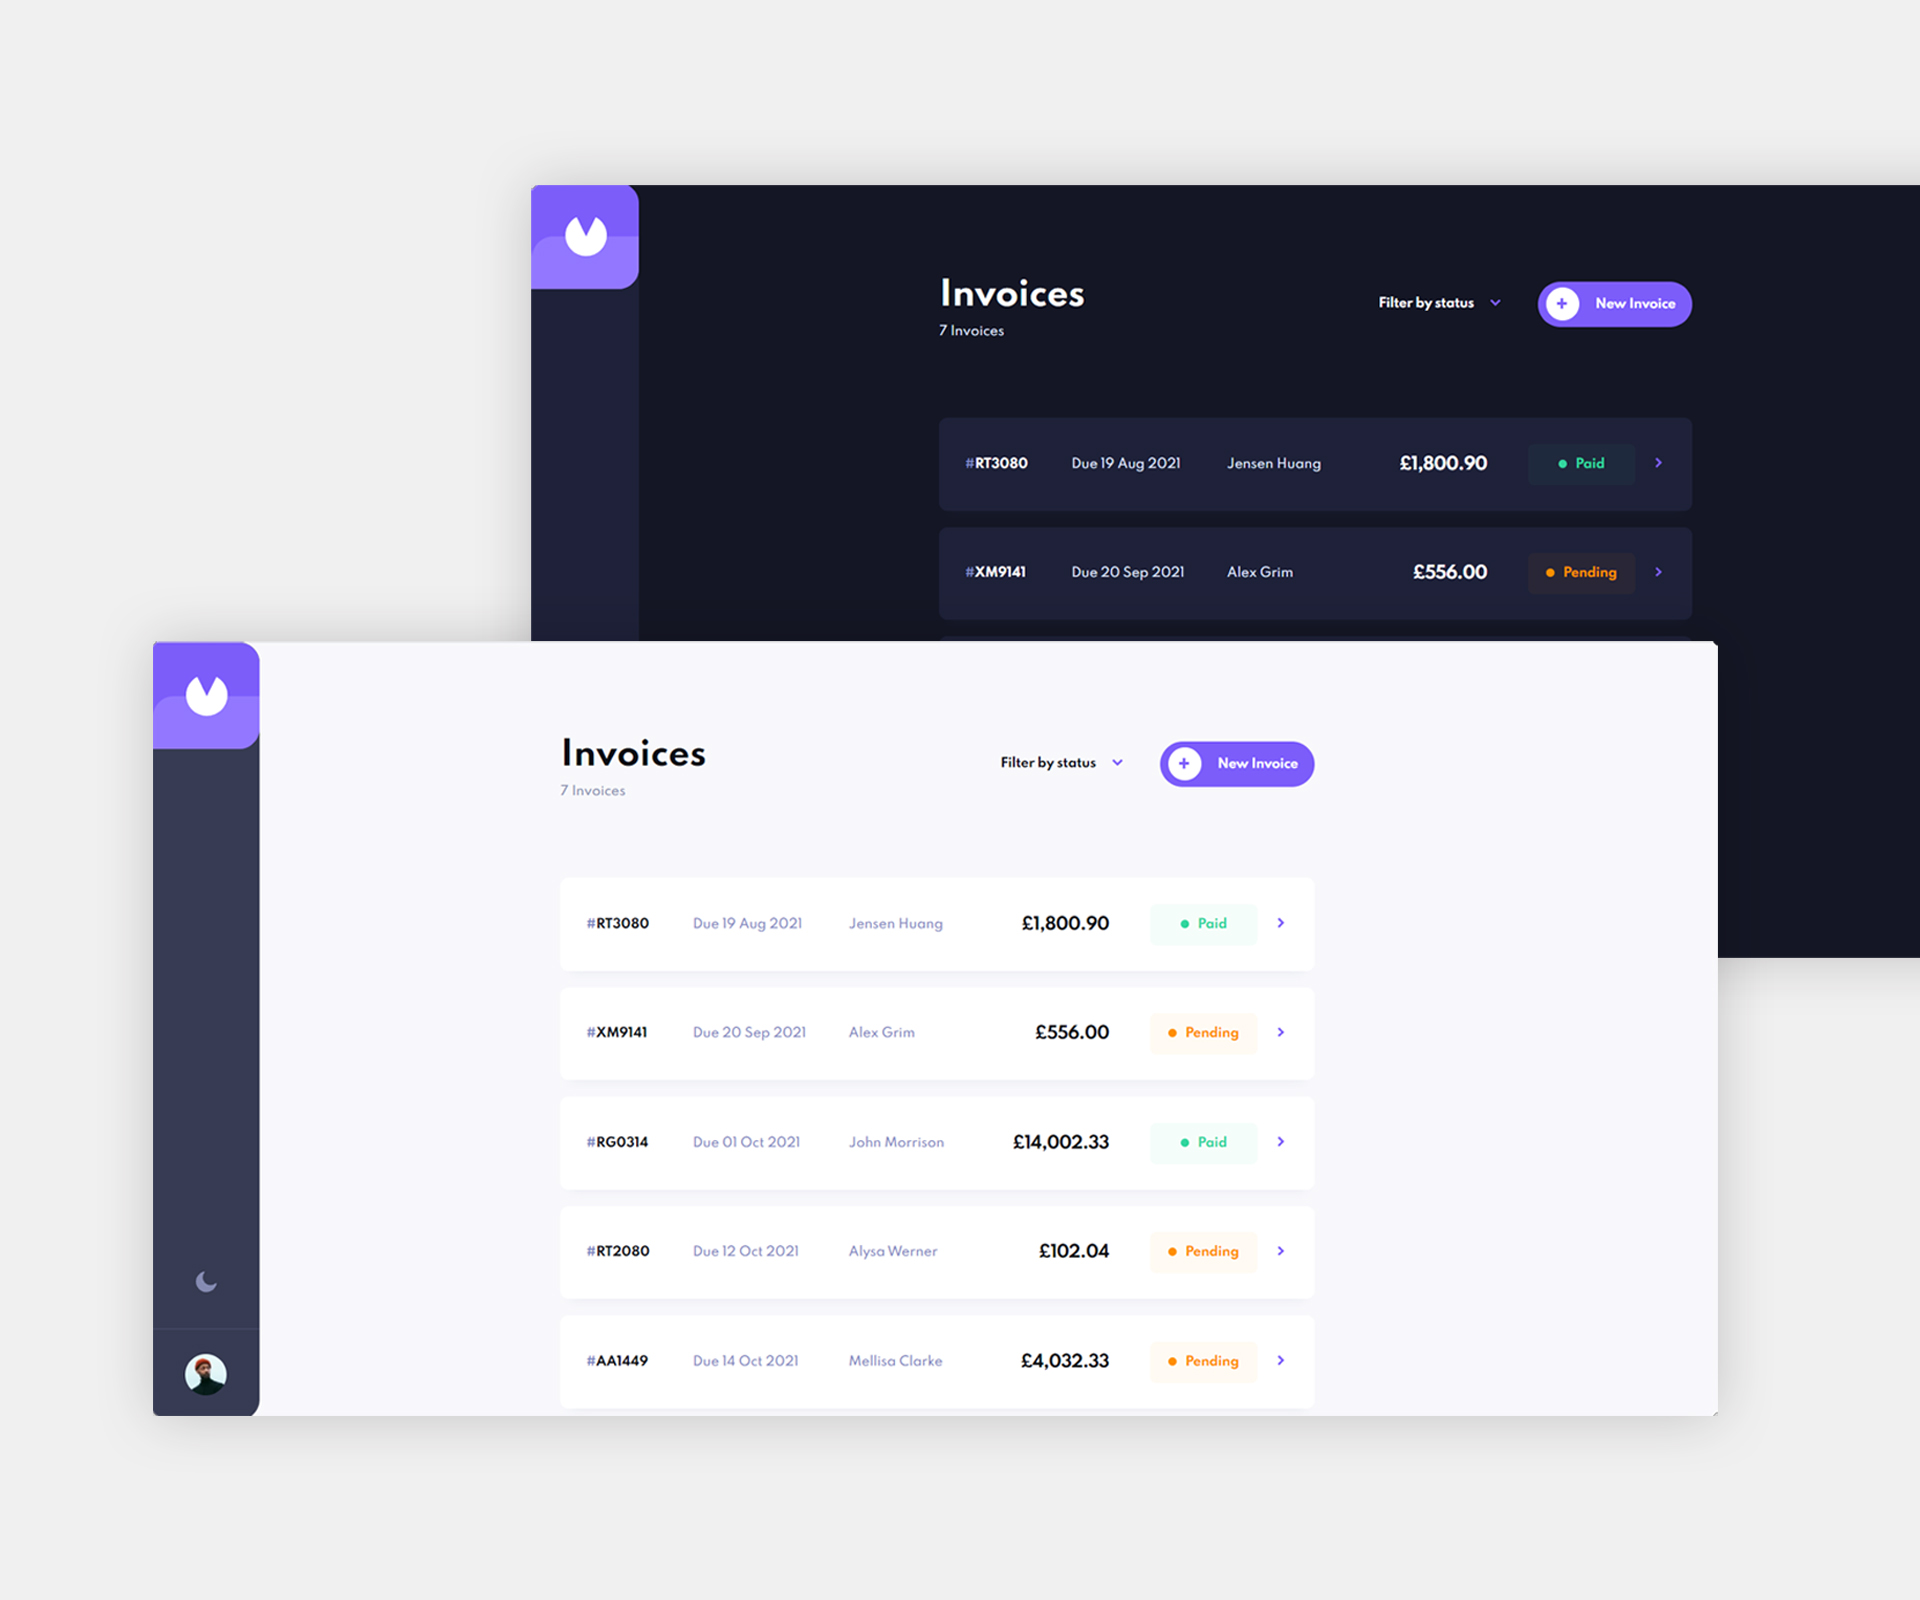 Invoices
7 Invoices
Filter by status
New Invoice
#RT3080 Due 19 Aug 2021 Jensen Huang £1,800.90 Paid
#XM9141 Due 20 Sep 2021 Alex Grim £556.00 Pending
Invoices
7 Invoices
Filter by status
New Invoice
#RT3080 Due 19 Aug 2021 Jensen Huang £1,800.90 Paid
#XM9141 Due 20 Sep 2021 Alex Grim £556.00 Pending
#RG0314 Due 01 Oct 2021 John Morrison £14,002.33 Paid
#RT2080 Due 12 Oct 2021 Alysa Werner £102.04 Pending
#AA1449 Due 14 Oct 2021 Mellisa Clarke £4,032.33 Pending